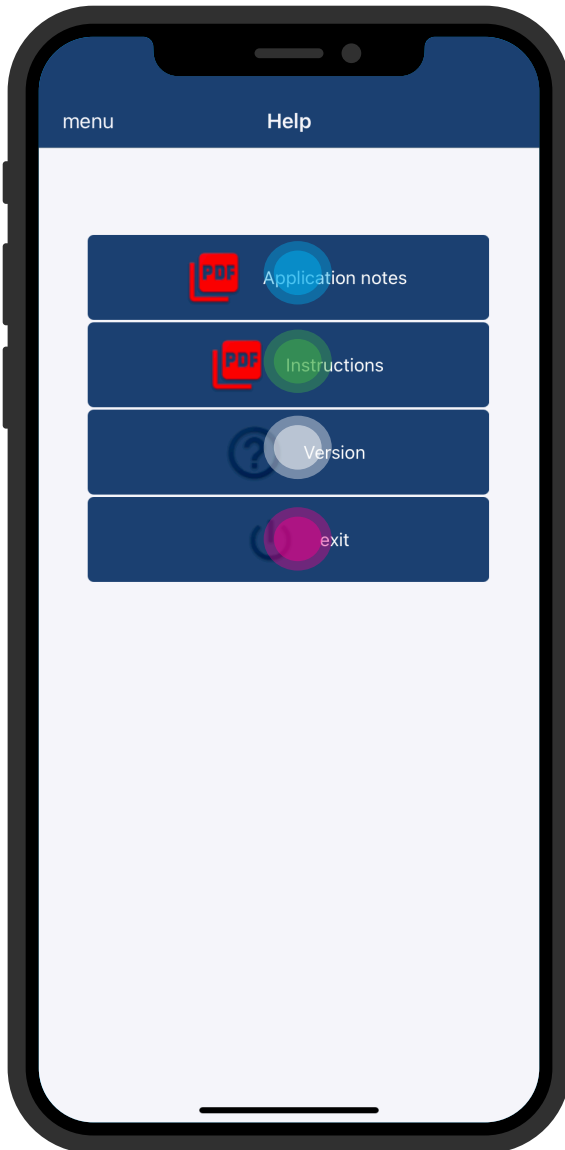 menu
Help
PDF
Application notes
PDF
Instructions
?
Version
exit